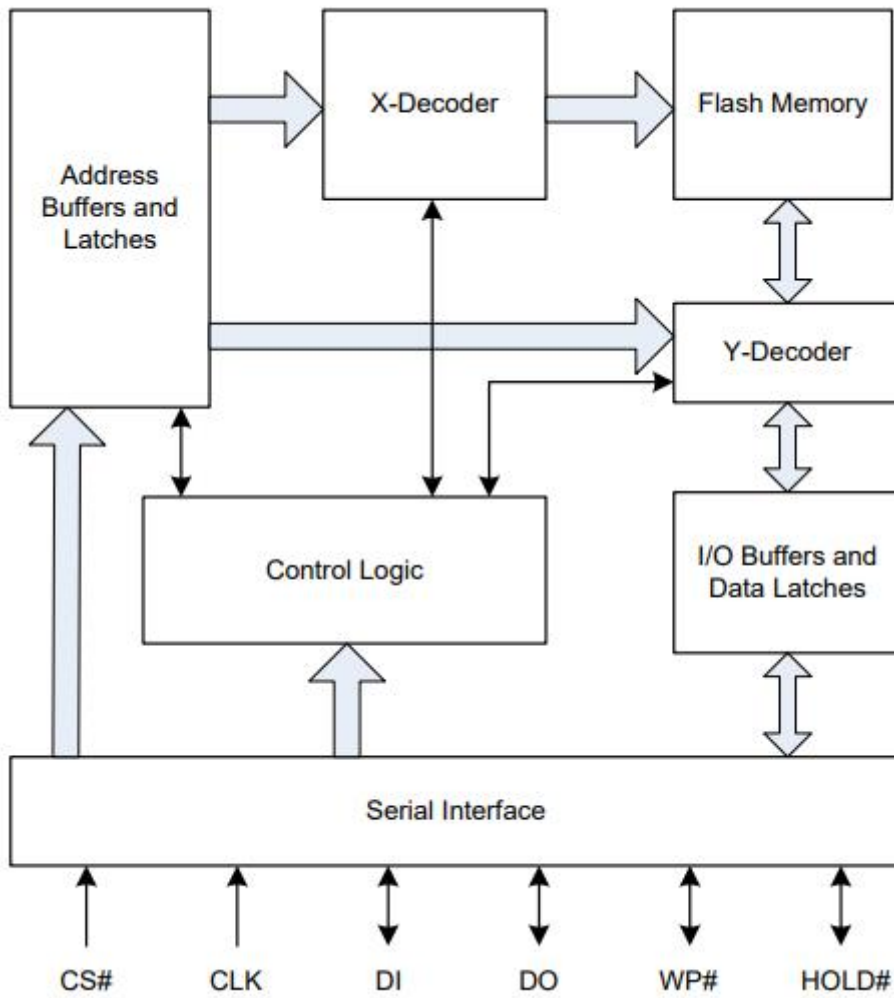 Address
Buffers and
Latches
X-Decoder
Flash Memory
Y-Decoder
Control Logic
I/O Buffers and
Data Latches
Serial Interface
CS#
CLK
DI
DO
WP#
HOLD#